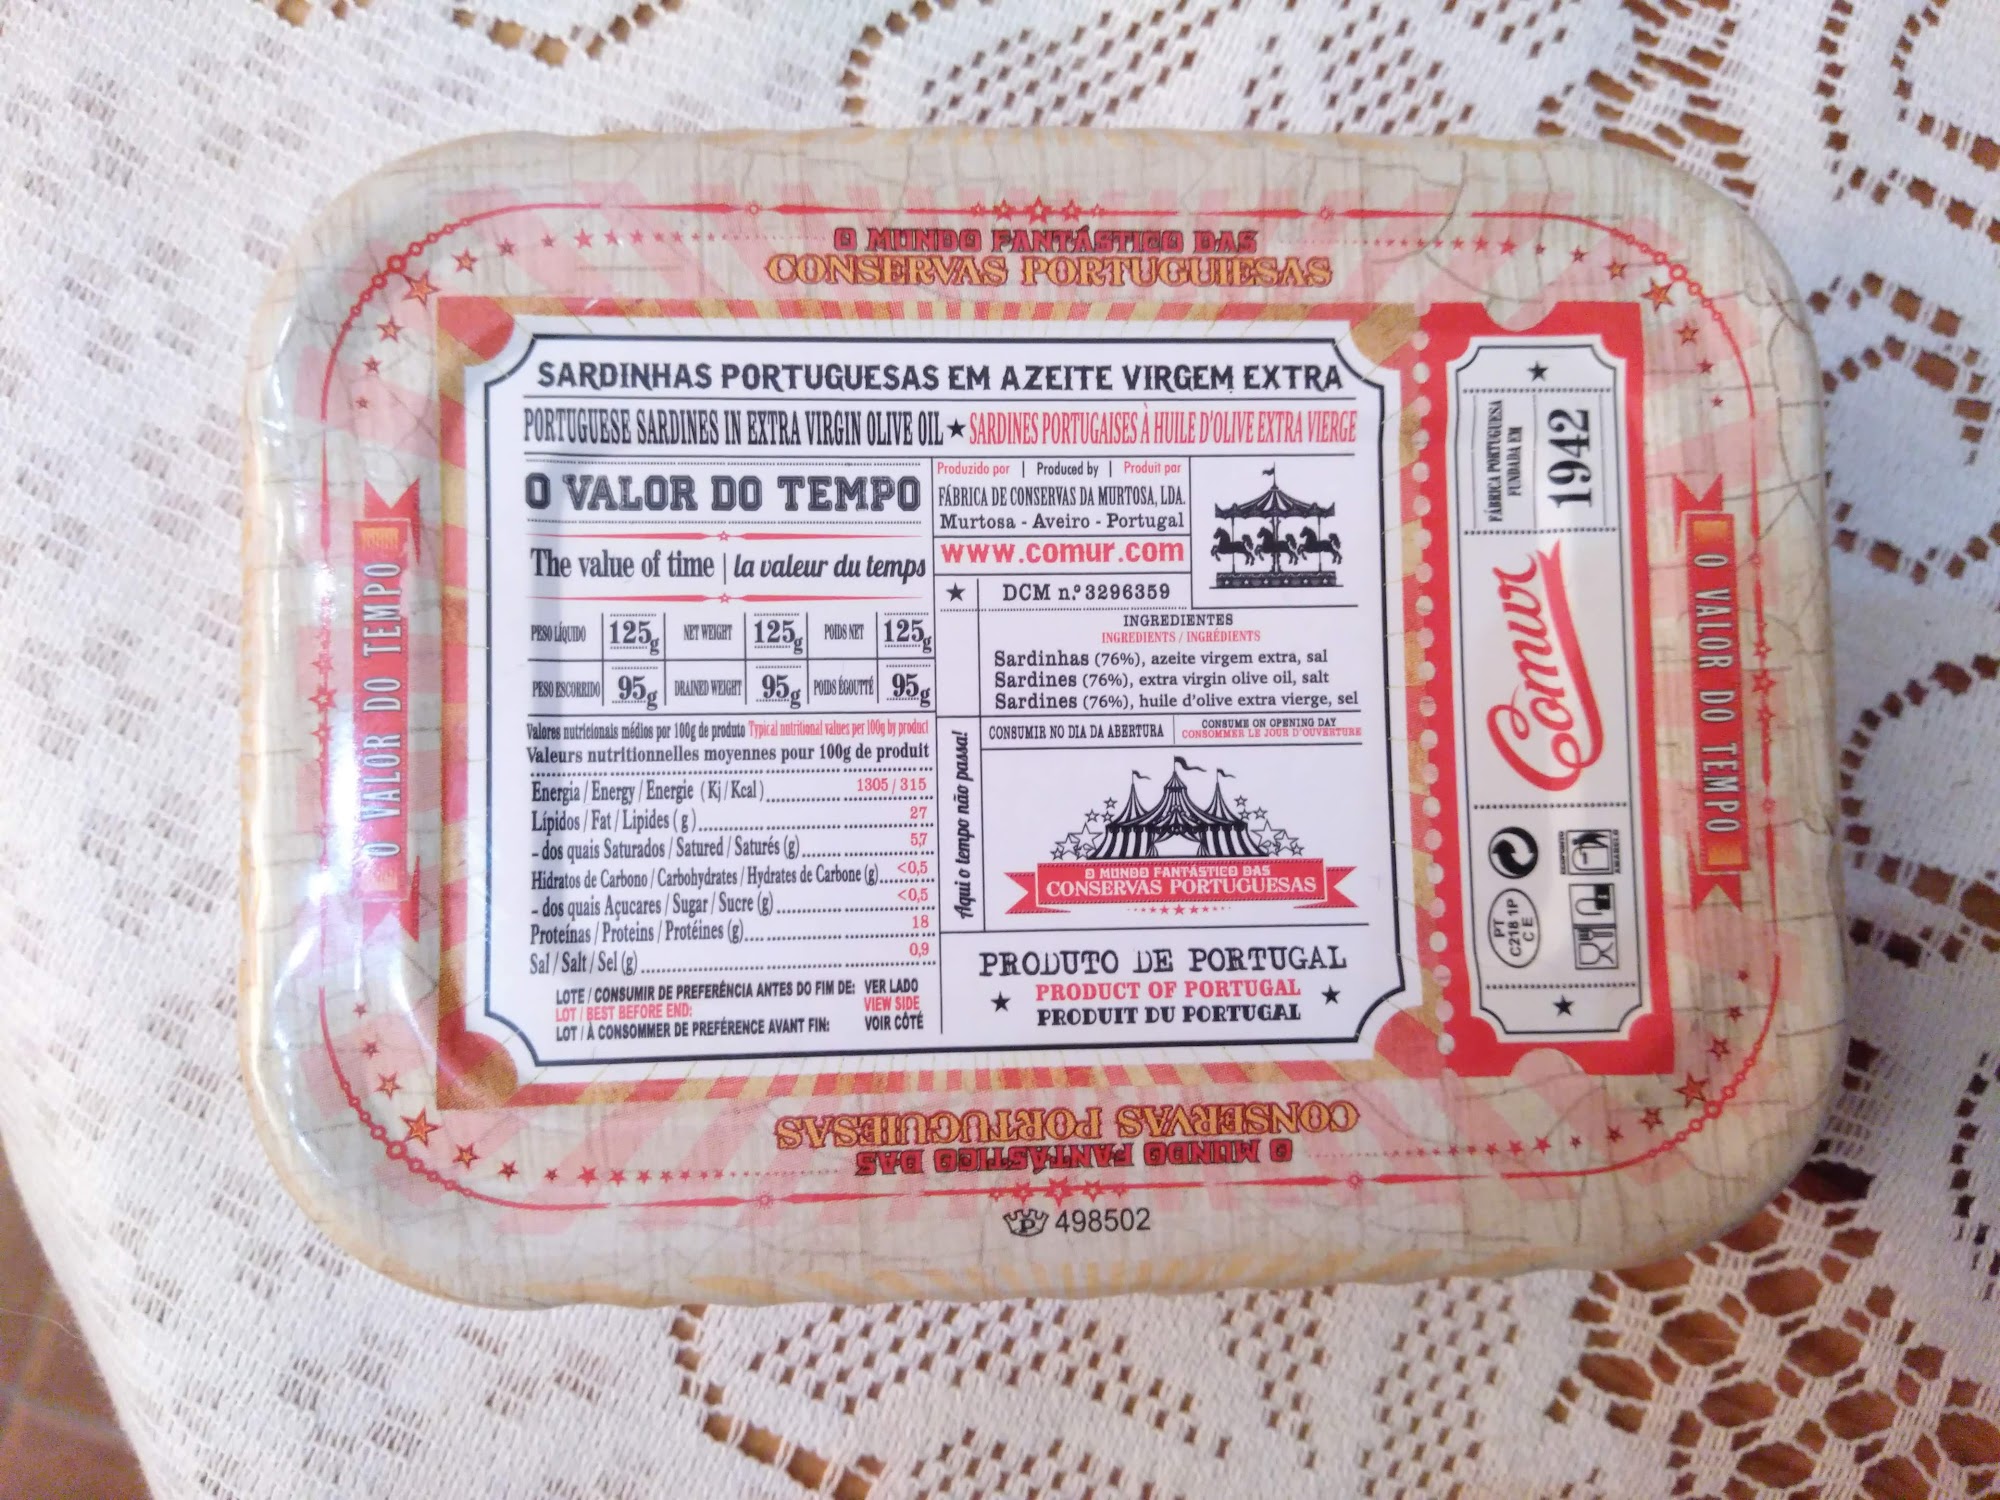 O MUNDO FANTÁSTICO DAS
CONSERVAS PORTUGUESAS
O VALOR DO TEMPO
SARDINHAS PORTUGUESAS EM AZEITE VIRGEM EXTRA
PORTUGUESE SARDINES IN EXTRA VIRGIN OLIVE OIL ★ SARDINES PORTUGAISES À HUILE D'OLIVE EXTRA VIERGE
O VALOR DO TEMPO
The value of time | la valeur du temps
PESO LÍQUIDO 125g NET WEIGHT 125g POIDS NET 125g
PESO ESCORRIDO 95g DRAINED WEIGHT 95g POIDS ÉGOUTTÉ 95g
Valores nutricionais médios por 100g de produto Typical nutritional values per 100g by product
Valeurs nutritionnelles moyennes pour 100g de produit
Energia / Energy / Energie (Kj / Kcal) 1305 / 315
Lípidos / Fat / Lipides (g) 27
- dos quais Saturados / Satured / Saturés (g) 5,7
Hidratos de Carbono / Carbohydrates / Hydrates de Carbone (g) <0,5
- dos quais Açucares / Sugar / Sucre (g) <0,5
Proteínas / Proteins / Protéines (g) 18
Sal / Salt / Sel (g) 0,9
LOTE / CONSUMIR DE PREFERÊNCIA ANTES DO FIM DE: VER LADO
LOT / BEST BEFORE END: VIEW SIDE
LOT / À CONSOMMER DE PREFÉRENCE AVANT FIN: VOIR CÔTÉ
Produzido por | Produced by | Produit par
FÁBRICA DE CONSERVAS DA MURTOSA, LDA.
Murtosa - Aveiro - Portugal
www.comur.com
★ DCM n.º 3296359
INGREDIENTES
INGREDIENTS / INGRÉDIENTS
Sardinhas (76%), azeite virgem extra, sal
Sardines (76%), extra virgin olive oil, salt
Sardines (76%), huile d'olive extra vierge, sel
CONSUMIR NO DIA DA ABERTURA
CONSUME ON OPENING DAY
CONSOMMER LE JOUR D'OUVERTURE
Aqui o tempo não passa!
O MUNDO FANTÁSTICO DAS
CONSERVAS PORTUGUESAS
PRODUTO DE PORTUGAL
PRODUCT OF PORTUGAL
PRODUIT DU PORTUGAL
FÁBRICA PORTUGUESA
FUNDADA EM
1942
Comur
PT
C218 1P
CE
AMARELO
O VALOR DO TEMPO
CONSERVAS PORTUGUESAS
O MUNDO FANTÁSTICO DAS
P 498502